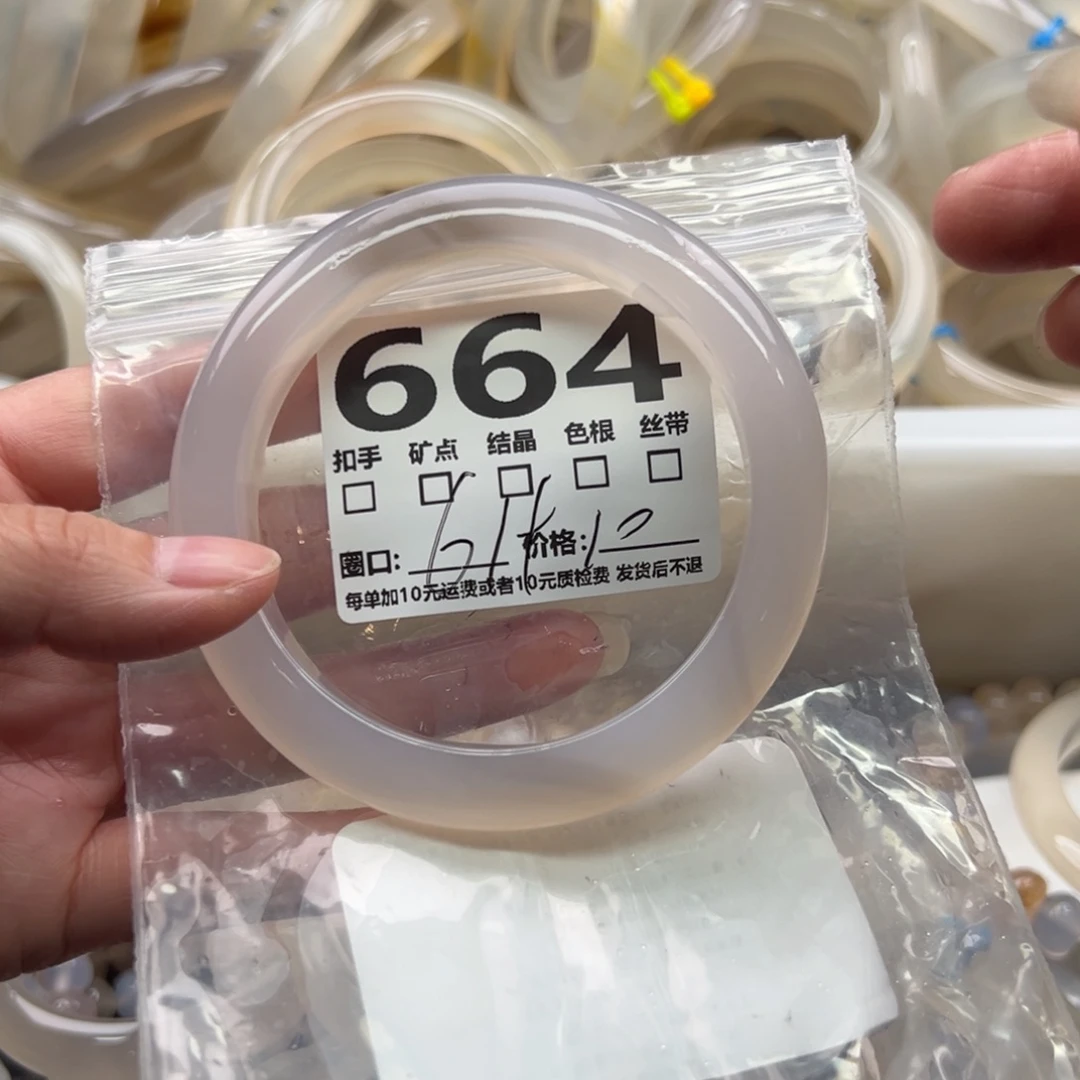 664
扣手 矿点 结晶 色根 丝带
圈口: 价格:
每单加10元运费或者10元质检费 发货后不退